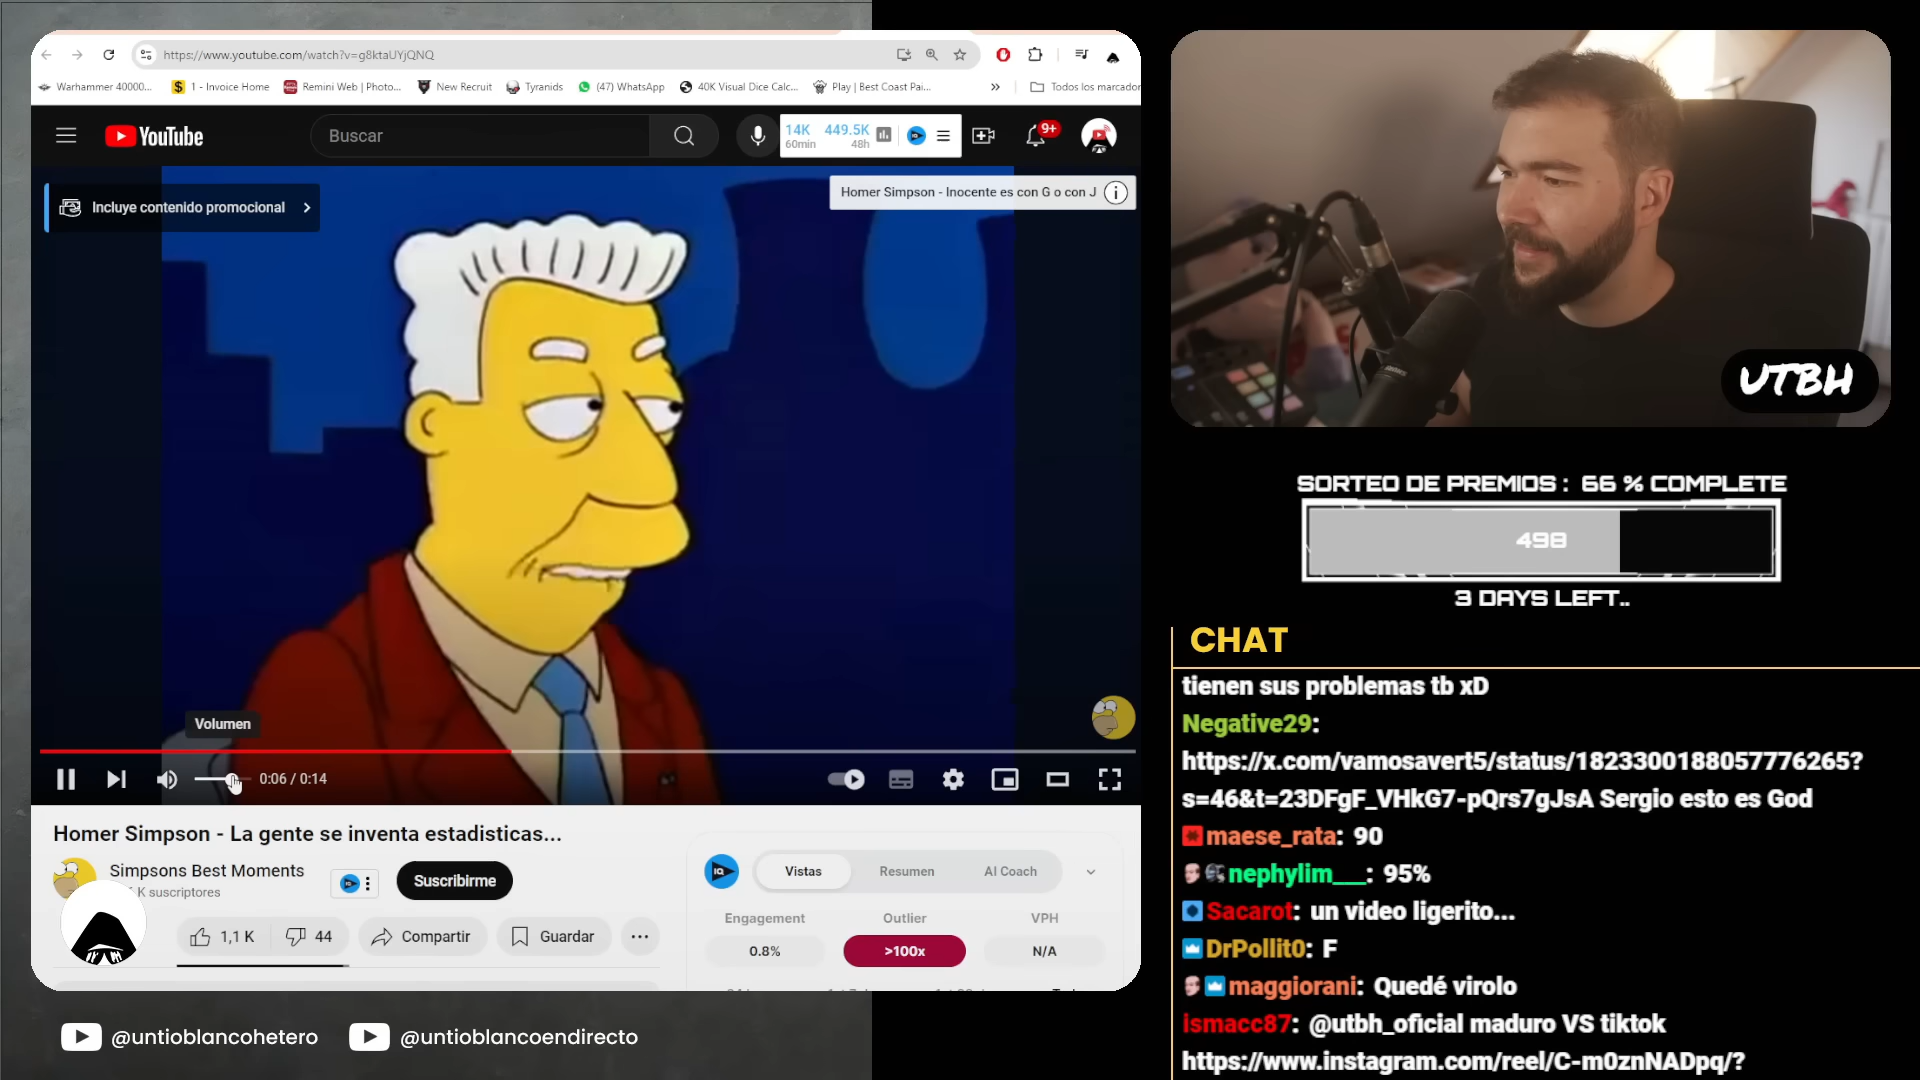 https://www.youtube.com/watch?v=g8ktaUYjQNQ
Warhammer 40000...
1 - Invoice Home
Remini Web | Photo...
New Recruit
Tyranids
(47) WhatsApp
40K Visual Dice Calc...
Play | Best Coast Pai...
»
Todos los marcador
YouTube
Buscar
14K
60min
449.5K
48h
9+
Incluye contenido promocional
Homer Simpson - Inocente es con G o con J
Volumen
0:06 / 0:14
Homer Simpson - La gente se inventa estadisticas...
Simpsons Best Moments
K suscriptores
Suscribirme
1,1 K
44
Compartir
Guardar
Vistas
Resumen
AI Coach
Engagement
Outlier
VPH
0.8%
>100x
N/A
@untioblancohetero
@untioblancoendirecto
UTBH
SORTEO DE PREMIOS : 66 % COMPLETE
498
3 DAYS LEFT..
CHAT
tienen sus problemas tb xD
Negative29:
https://x.com/vamosavert5/status/1823300188057776265?
s=46&t=23DFgF_VHkG7-pQrs7gJsA Sergio esto es God
maese_rata: 90
nephylim___: 95%
Sacarot: un video ligerito...
DrPollit0: F
maggiorani: Quedé virolo
ismacc87: @utbh_oficial maduro VS tiktok
https://www.instagram.com/reel/C-m0znNADpq/?